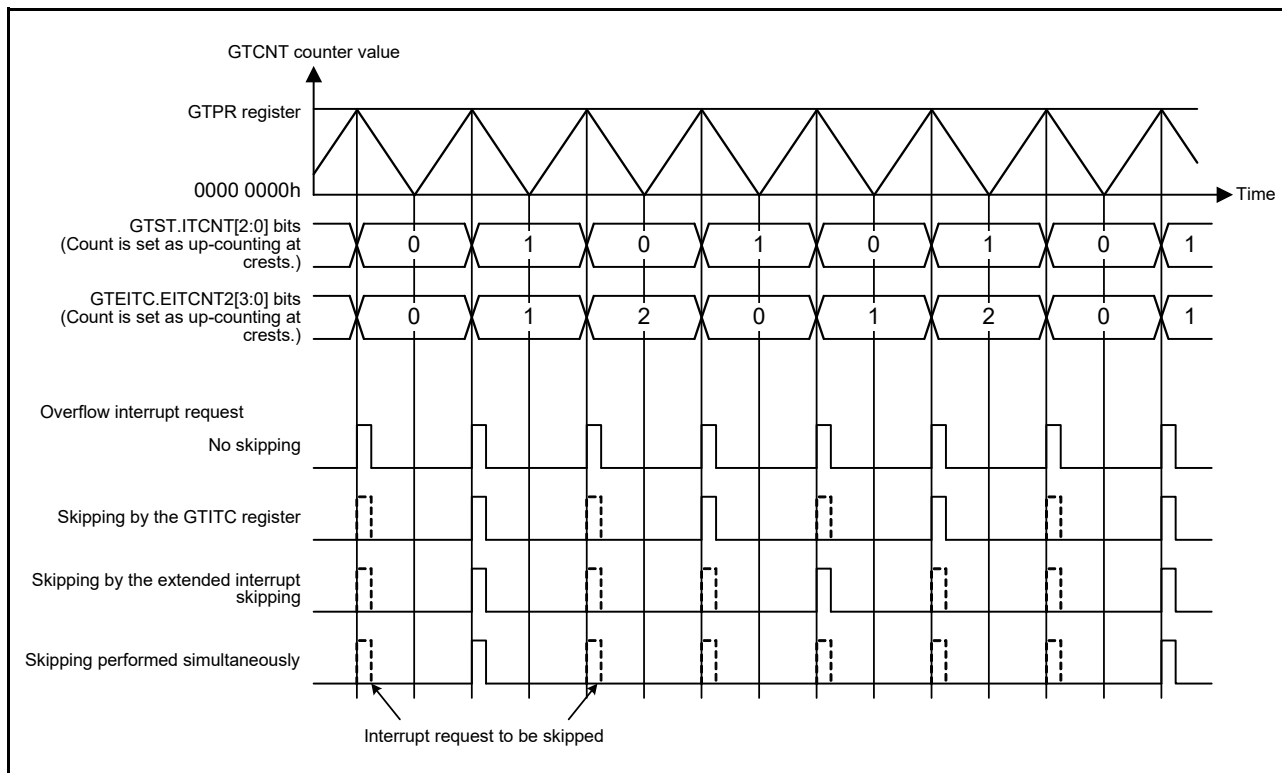 GTCNT counter value
GTPR register
0000 0000h
Time
GTST.ITCNT[2:0] bits
(Count is set as up-counting at
crests.)
0 1 0 1 0 1 0 1
GTEITC.EITCNT2[3:0] bits
(Count is set as up-counting at
crests.)
0 1 2 0 1 2 0 1
Overflow interrupt request
No skipping
Skipping by the GTITC register
Skipping by the extended interrupt
skipping
Skipping performed simultaneously
Interrupt request to be skipped